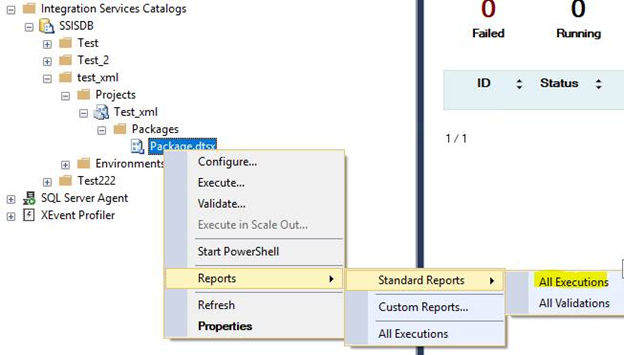 Integration Services Catalogs
SSISDB
Test
Test_2
test_xml
Projects
Test_xml
Packages
Package.dtsx
Environments
Test222
SQL Server Agent
XEvent Profiler
Configure...
Execute...
Validate...
Execute in Scale Out...
Start PowerShell
Reports
Refresh
Properties
Standard Reports
Custom Reports...
All Executions
All Executions
All Validations
0 0
Failed Running
ID Status
1 / 1